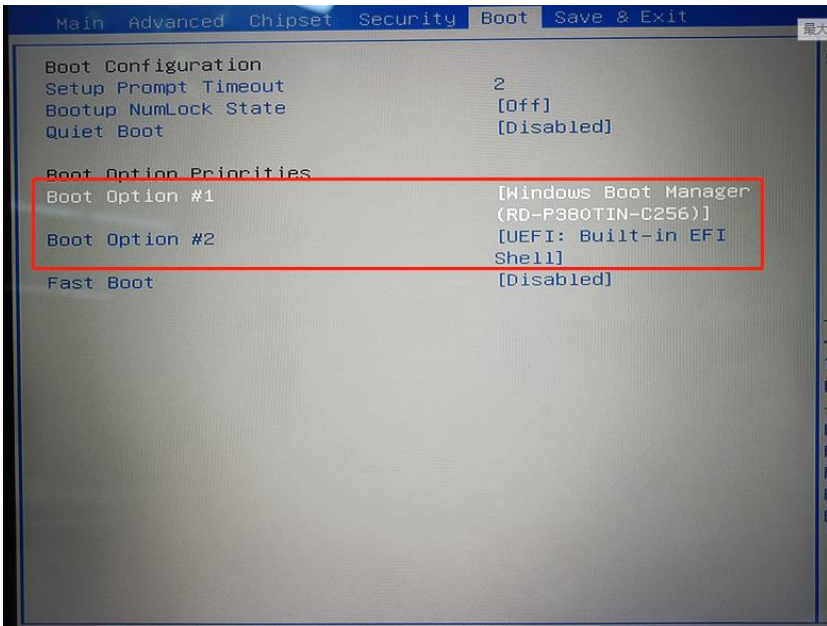 Main Advanced Chipset Security Boot Save & Exit
最大
Boot Configuration
Setup Prompt Timeout 2
Bootup NumLock State [Off]
Quiet Boot [Disabled]
Boot Option Priorities
Boot Option #1 [Windows Boot Manager
(RD-P380TIN-C256)]
Boot Option #2 [UEFI: Built-in EFI
Shell]
Fast Boot [Disabled]